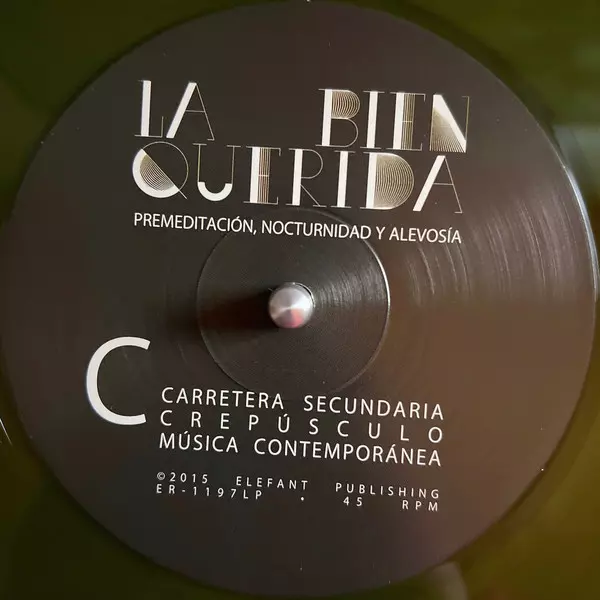 LA BIEN
QUERIDA
PREMEDITACIÓN, NOCTURNIDAD Y ALEVOSÍA
C
CARRETERA SECUNDARIA
CREPÚSCULO
MÚSICA CONTEMPORÁNEA
©2015 ELEFANT PUBLISHING
ER-1197LP • 45 RPM